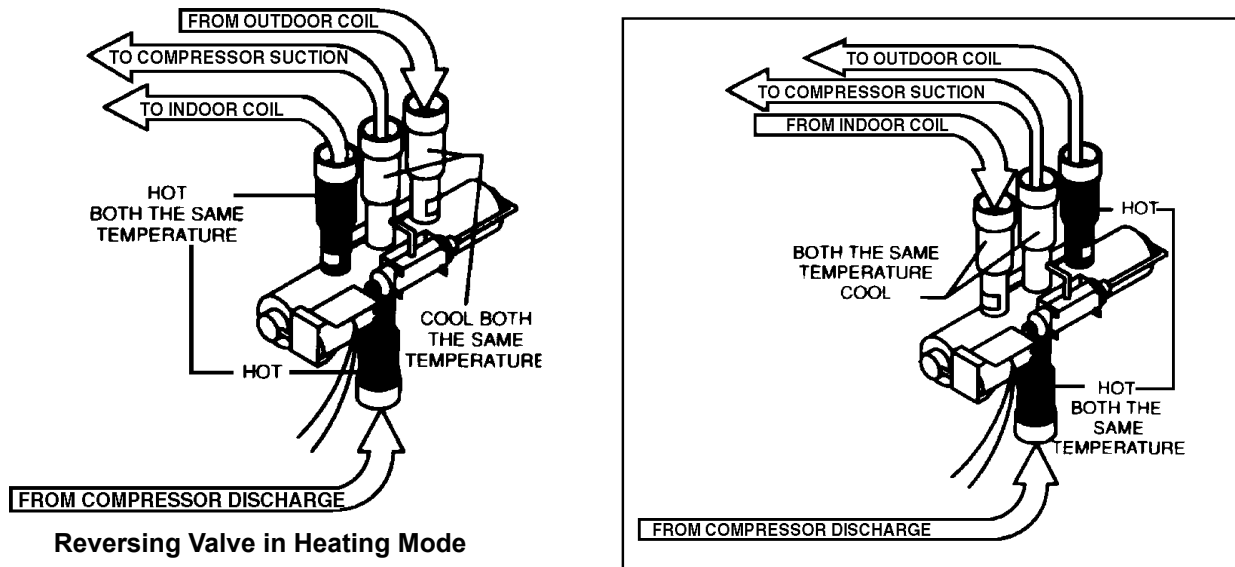 FROM OUTDOOR COIL
TO COMPRESSOR SUCTION
TO INDOOR COIL
HOT
BOTH THE SAME
TEMPERATURE
COOL BOTH
THE SAME
TEMPERATURE
HOT
FROM COMPRESSOR DISCHARGE
Reversing Valve in Heating Mode
TO OUTDOOR COIL
TO COMPRESSOR SUCTION
FROM INDOOR COIL
HOT
BOTH THE SAME
TEMPERATURE
COOL
HOT
BOTH THE
SAME
TEMPERATURE
FROM COMPRESSOR DISCHARGE